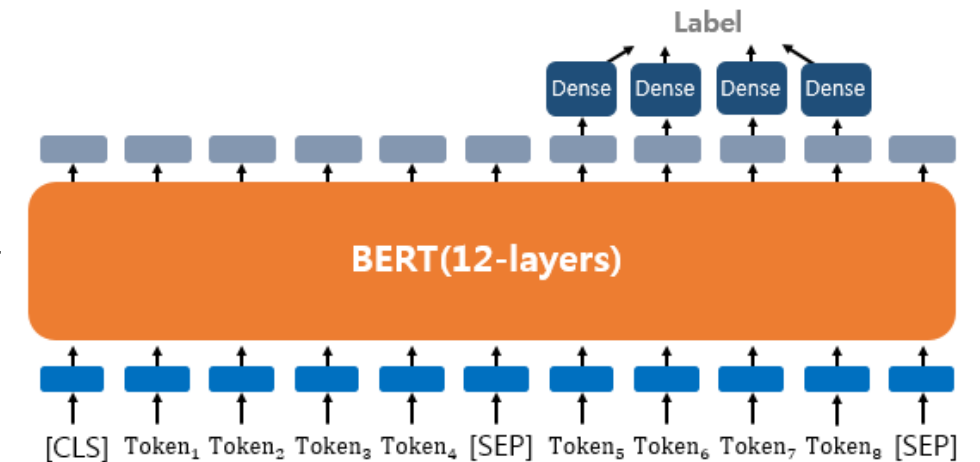 Label
Dense Dense Dense Dense
BERT(12-layers)
[CLS] Token₁ Token₂ Token₃ Token₄ [SEP] Token₅ Token₆ Token₇ Token₈ [SEP]